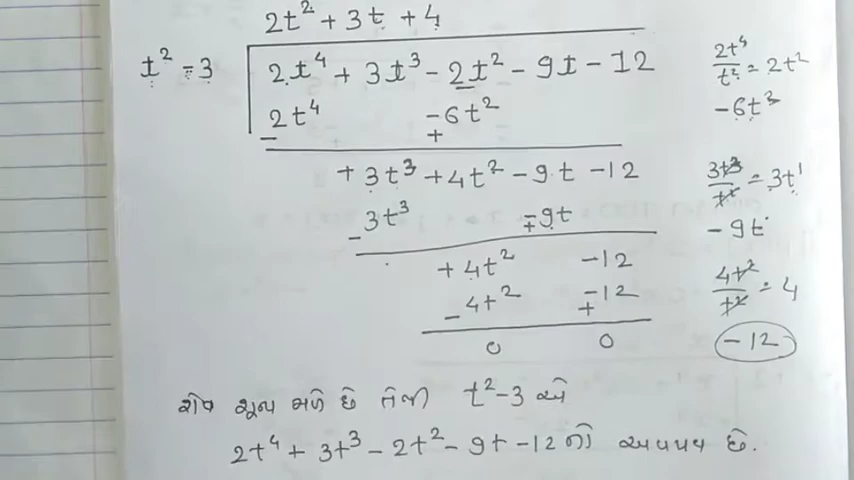 2t² + 3t + 4
t² - 3 2t⁴ + 3t³ - 2t² - 9t - 12 2t⁴/t² = 2t²
2t⁴ - 6t² - 6t³
- +
+ 3t³ + 4t² - 9t - 12 3t³/t² = 3t¹
3t³ - 9t - 9t
- +
+ 4t² - 12 4t²/t² = 4
4t² - 12 - 12
- +
0 0
શેષ શૂન્ય મળે છે તેથી t² - 3 એ
2t⁴ + 3t³ - 2t² - 9t - 12 નો અવયવ છે.